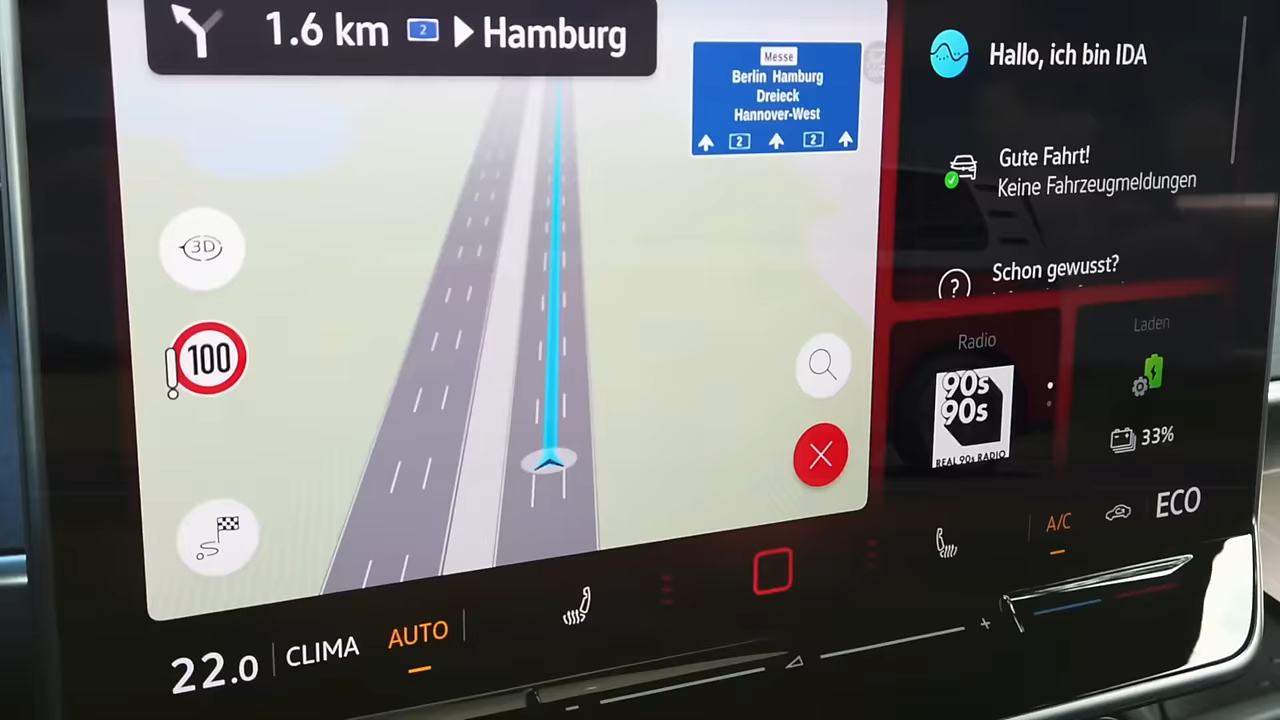 1.6 km 2 Hamburg
Messe
Berlin Hamburg
Dreieck
Hannover-West
2 2
3D
100
Hallo, ich bin IDA
Gute Fahrt!
Keine Fahrzeugmeldungen
Schon gewusst?
?
Radio
90s
90s
REAL 90s RADIO
Laden
33%
22.0 CLIMA AUTO
A/C
ECO